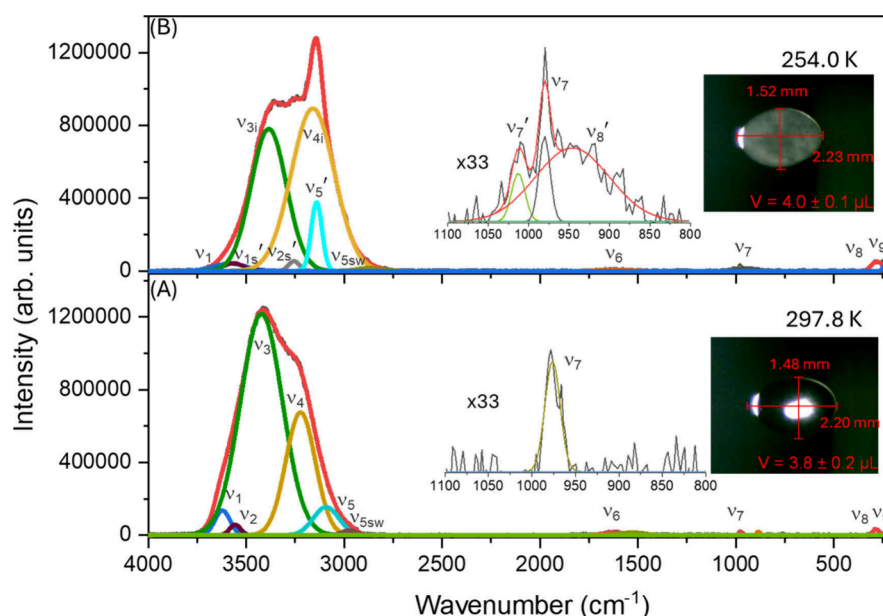 (B)
254.0 K
1200000
800000
400000
0
ν3i
ν4i
ν5′
ν1
ν1s′
ν2s′
ν5sw
ν6
ν7
ν8
ν9
x33
ν7′
ν7
ν8′
1100 1050 1000 950 900 850 800
1.52 mm
2.23 mm
V = 4.0 ± 0.1 µL
(A)
297.8 K
1200000
800000
400000
0
ν3
ν4
ν1
ν2
ν5
ν5sw
ν6
ν7
ν8
x33
ν7
1100 1050 1000 950 900 850 800
1.48 mm
2.20 mm
V = 3.8 ± 0.2 µL
4000 3500 3000 2500 2000 1500 1000 500
Intensity (arb. units)
Wavenumber (cm⁻¹)